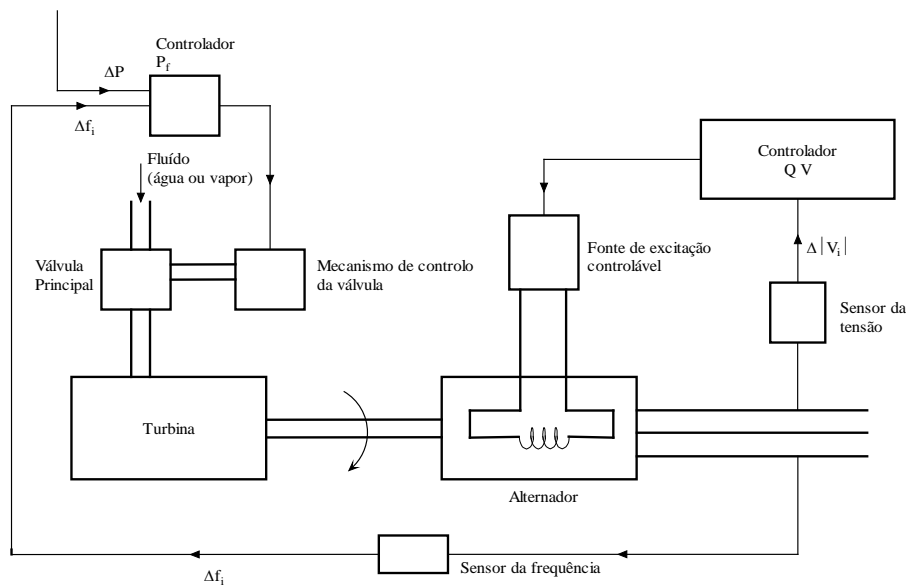 Controlador
P_f
ΔP
Δf_i
Fluído
(água ou vapor)
Controlador
Q V
Válvula
Principal
Mecanismo de controlo
da válvula
Fonte de excitação
controlável
Δ|V_i|
Sensor da
tensão
Turbina
Alternador
Δf_i
Sensor da frequência